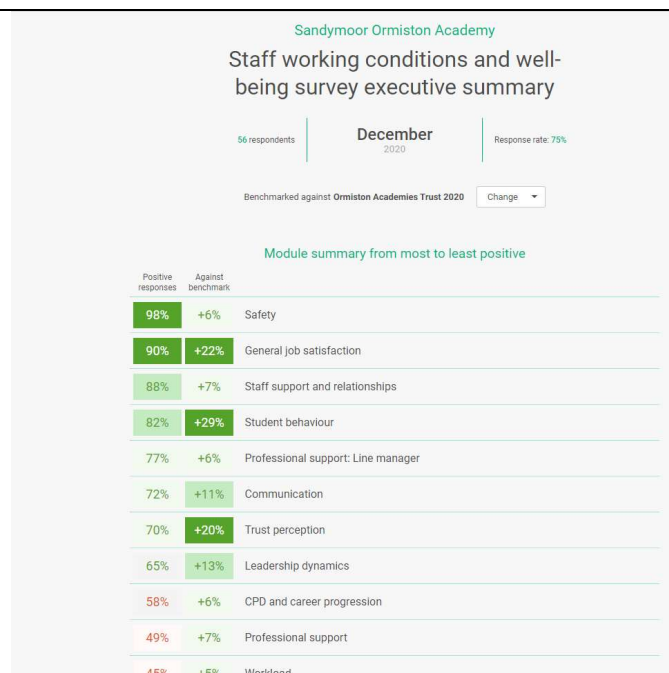 Sandymoor Ormiston Academy
Staff working conditions and well-
being survey executive summary
56 respondents
December
2020
Response rate: 75%
Benchmarked against Ormiston Academies Trust 2020 Change
Module summary from most to least positive
Positive responses Against benchmark
98% +6% Safety
90% +22% General job satisfaction
88% +7% Staff support and relationships
82% +29% Student behaviour
77% +6% Professional support: Line manager
72% +11% Communication
70% +20% Trust perception
65% +13% Leadership dynamics
58% +6% CPD and career progression
49% +7% Professional support
45% +5% Workload